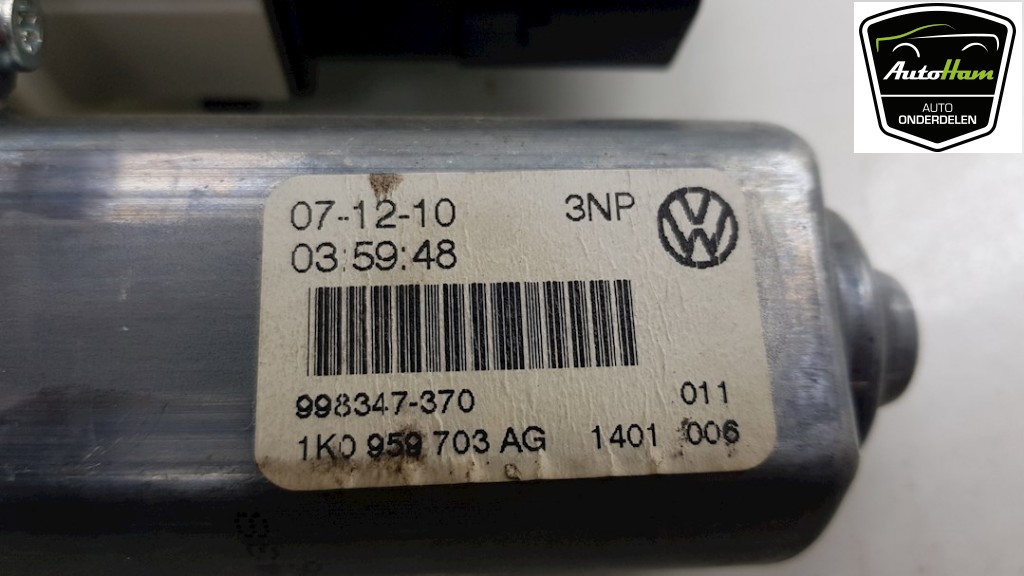 AutoHam
AUTO
ONDERDELEN
07-12-10 3NP
03:59:48
998347-370 011
1K0 959 703 AG 1401 006